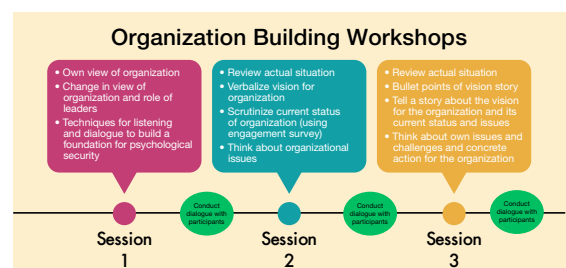 Organization Building Workshops
• Own view of organization
• Change in view of
organization and role of
leaders
• Techniques for listening
and dialogue to build a
foundation for psychological
security
• Review actual situation
• Verbalize vision for
organization
• Scrutinize current status
of organization (using
engagement survey)
• Think about organizational
issues
• Review actual situation
• Bullet points of vision story
• Tell a story about the vision
for the organization and its
current status and issues
• Think about own issues and
challenges and concrete
action for the organization
Conduct
dialogue with
participants
Conduct
dialogue with
participants
Conduct
dialogue with
participants
Session
1
Session
2
Session
3